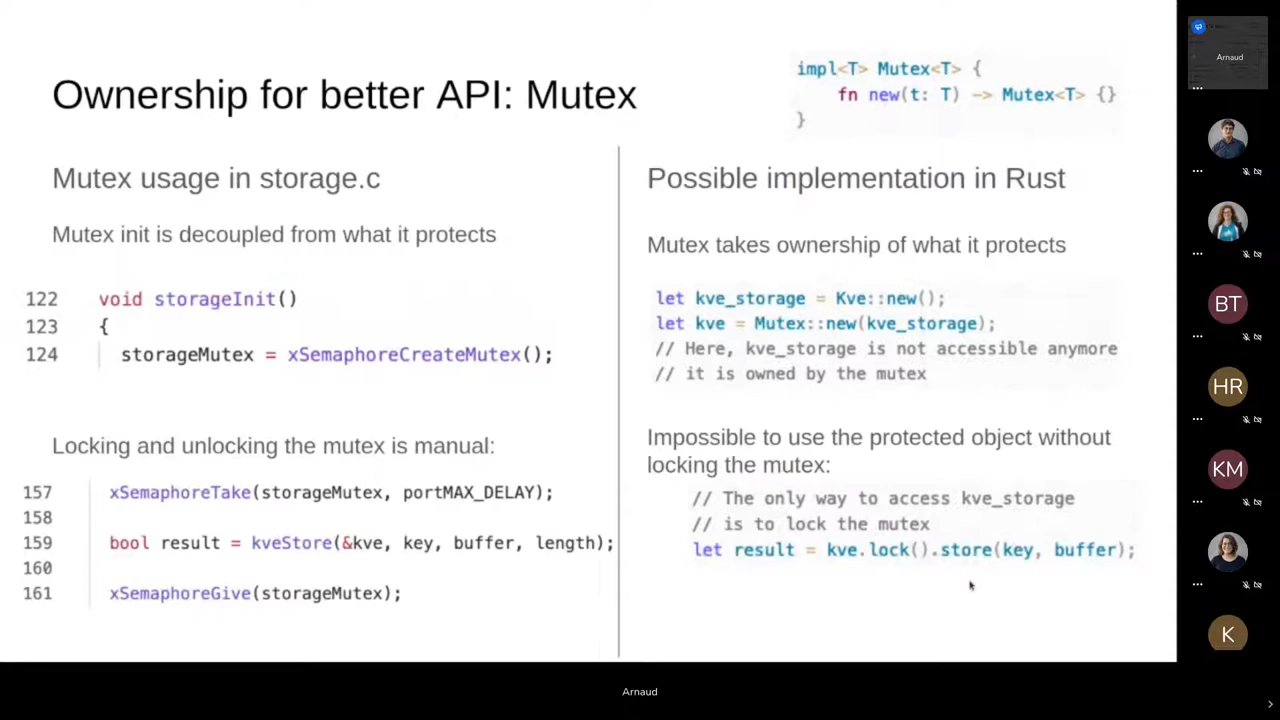 Ownership for better API: Mutex
impl<T> Mutex<T> {
fn new(t: T) -> Mutex<T> {}
}
Mutex usage in storage.c
Mutex init is decoupled from what it protects
122 void storageInit()
123 {
124 storageMutex = xSemaphoreCreateMutex();
Locking and unlocking the mutex is manual:
157 xSemaphoreTake(storageMutex, portMAX_DELAY);
158
159 bool result = kveStore(&kve, key, buffer, length);
160
161 xSemaphoreGive(storageMutex);
Possible implementation in Rust
Mutex takes ownership of what it protects
let kve_storage = Kve::new();
let kve = Mutex::new(kve_storage);
// Here, kve_storage is not accessible anymore
// it is owned by the mutex
Impossible to use the protected object without
locking the mutex:
// The only way to access kve_storage
// is to lock the mutex
let result = kve.lock().store(key, buffer);
Arnaud
BT
HR
KM
K
Arnaud